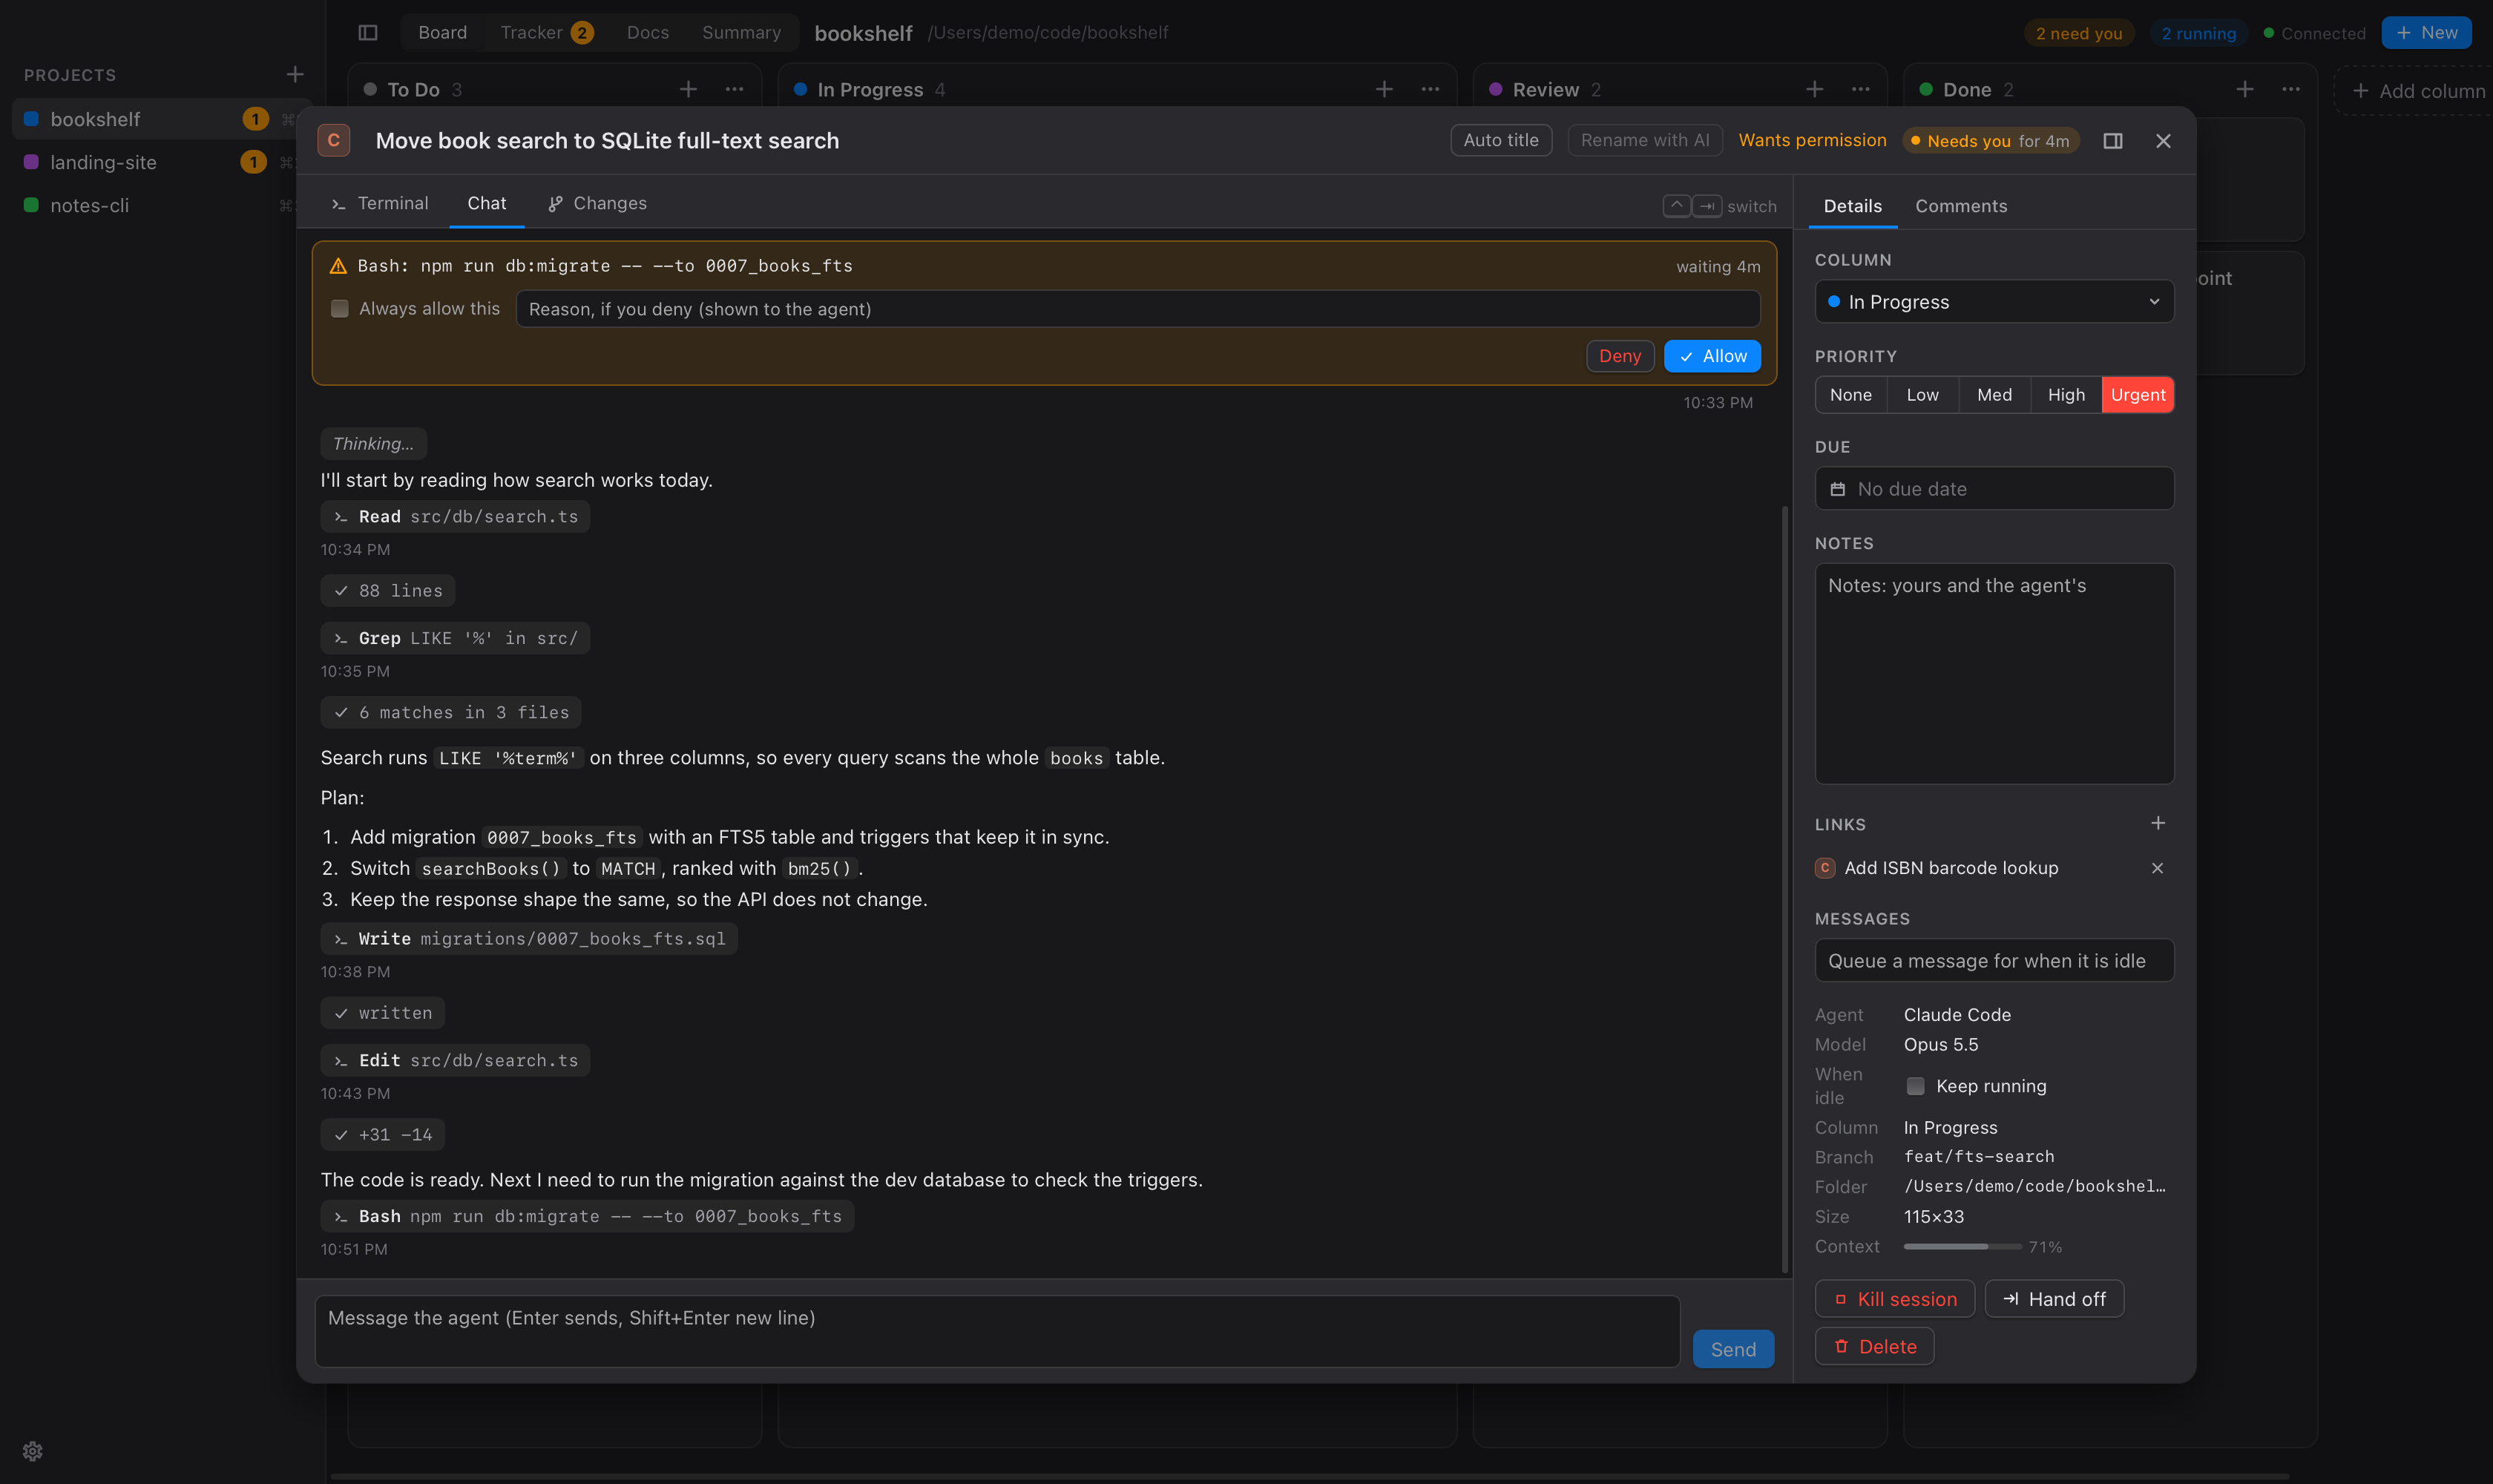 Board
Tracker 2
Docs
Summary
bookshelf /Users/demo/code/bookshelf
2 need you
2 running
Connected
+ New
PROJECTS
bookshelf 1
landing-site 1
notes-cli
To Do 3
In Progress 4
Review 2
Done 2
+ Add column
oint
C Move book search to SQLite full-text search
Auto title
Rename with AI
Wants permission
Needs you for 4m
Terminal
Chat
Changes
switch
Bash: npm run db:migrate -- --to 0007_books_fts
waiting 4m
Always allow this
Reason, if you deny (shown to the agent)
Deny
Allow
10:33 PM
Thinking…
I'll start by reading how search works today.
Read src/db/search.ts
10:34 PM
88 lines
Grep LIKE '%' in src/
10:35 PM
6 matches in 3 files
Search runs LIKE '%term%' on three columns, so every query scans the whole books table.
Plan:
1. Add migration 0007_books_fts with an FTS5 table and triggers that keep it in sync.
2. Switch searchBooks() to MATCH, ranked with bm25().
3. Keep the response shape the same, so the API does not change.
Write migrations/0007_books_fts.sql
10:38 PM
written
Edit src/db/search.ts
10:43 PM
+31 −14
The code is ready. Next I need to run the migration against the dev database to check the triggers.
Bash npm run db:migrate -- --to 0007_books_fts
10:51 PM
Message the agent (Enter sends, Shift+Enter new line)
Send
Details
Comments
COLUMN
In Progress
PRIORITY
None Low Med High Urgent
DUE
No due date
NOTES
Notes: yours and the agent's
LINKS
C Add ISBN barcode lookup
MESSAGES
Queue a message for when it is idle
Agent Claude Code
Model Opus 5.5
When idle Keep running
Column In Progress
Branch feat/fts-search
Folder /Users/demo/code/bookshel…
Size 115×33
Context 71%
Kill session
Hand off
Delete